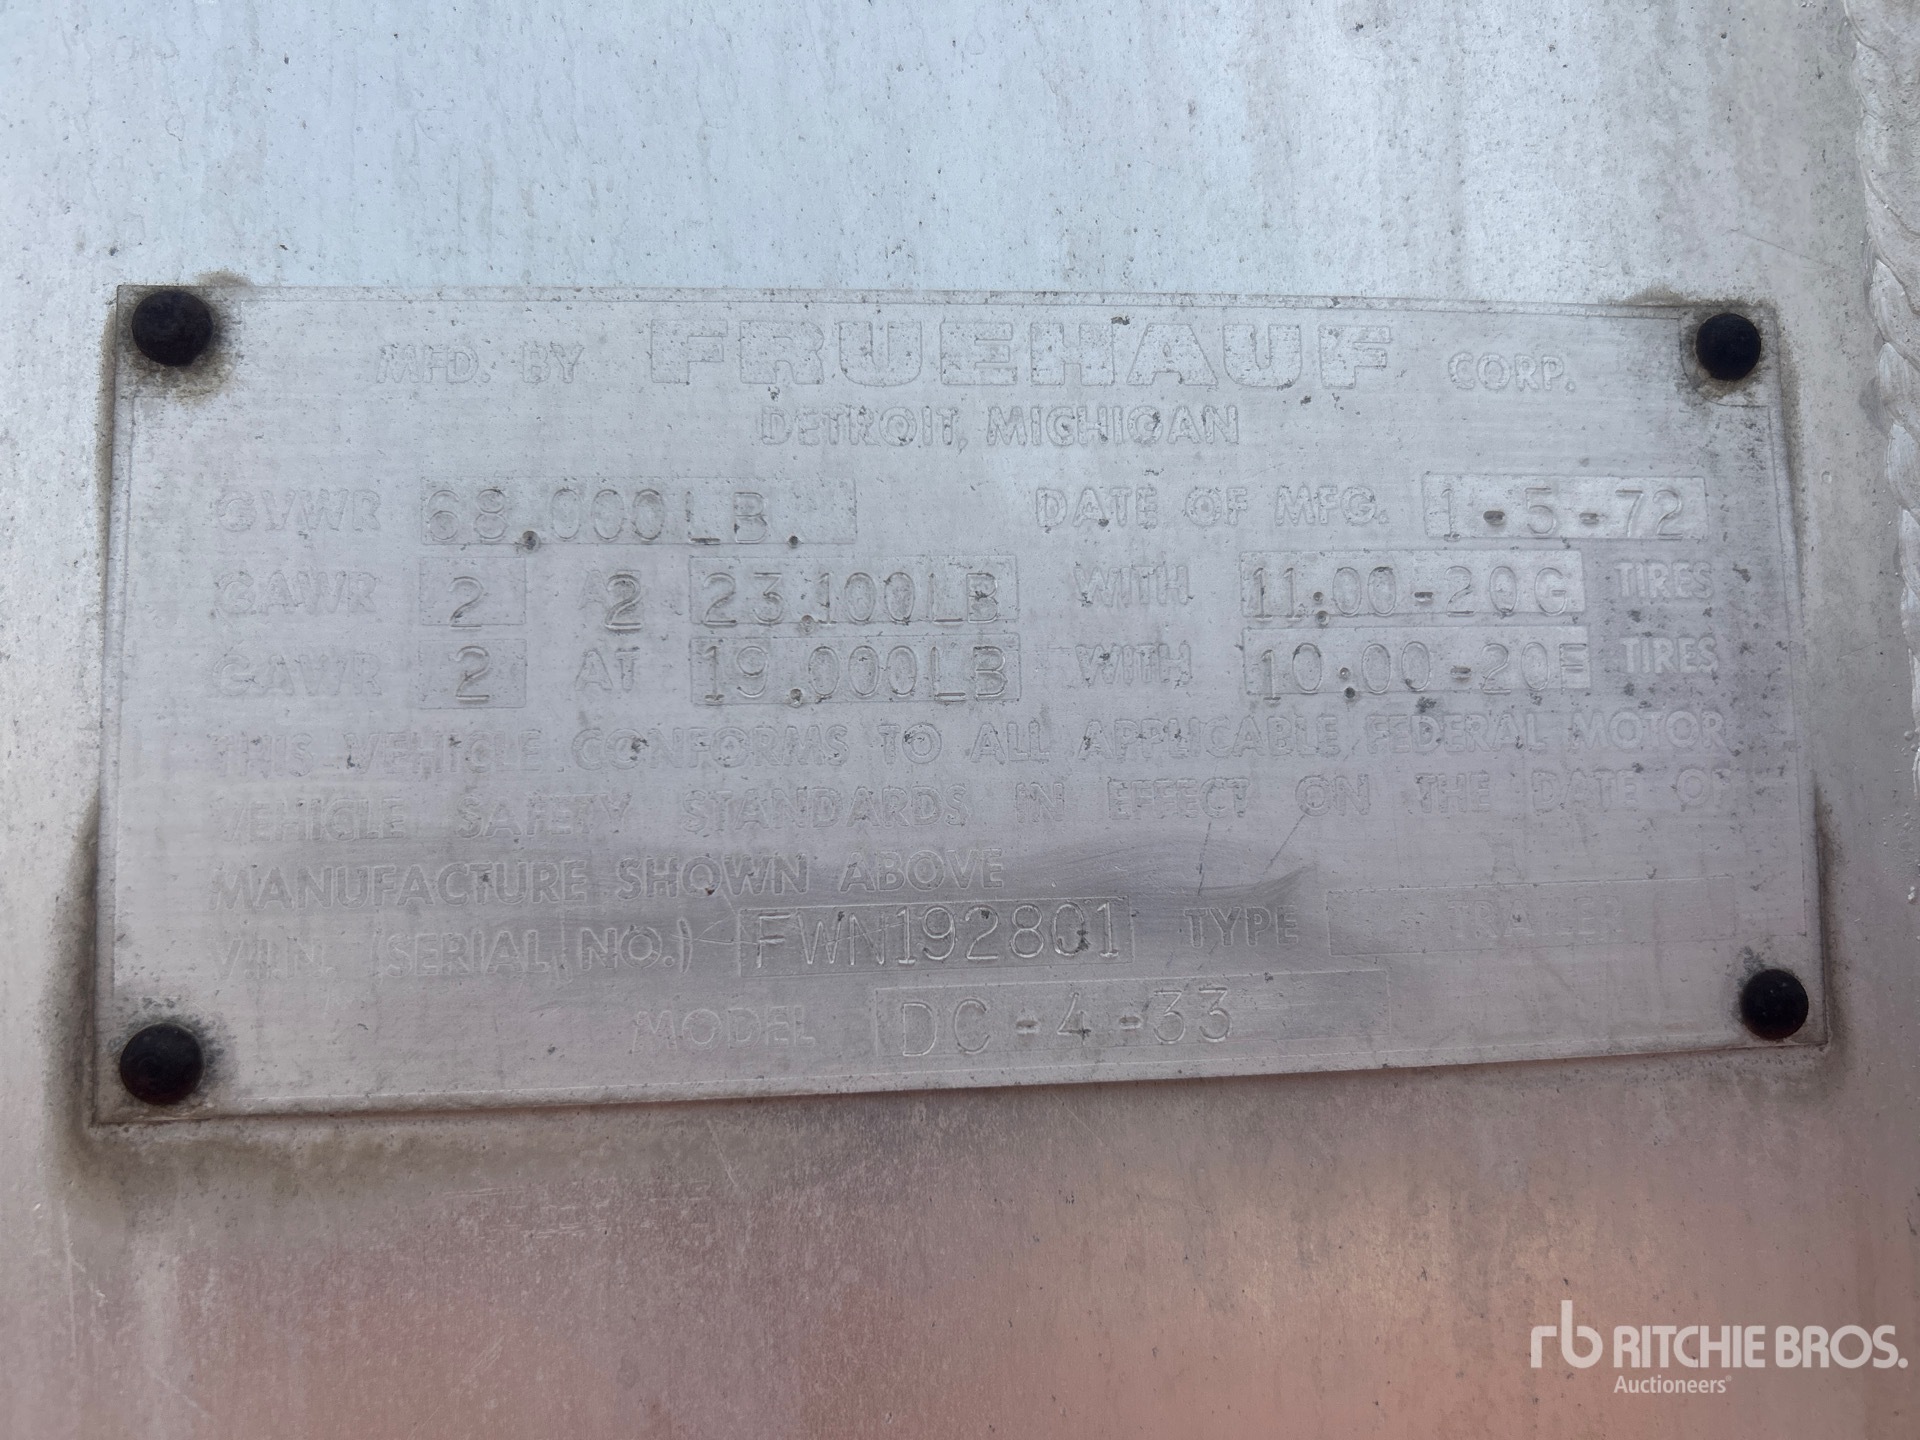 MFD. BY FRUEHAUF CORP.
DETROIT, MICHIGAN
GVWR 68.000LB. DATE OF MFG. 1-5-72
GAWR 2 A2 23.100LB WITH 11:00-20G TIRES
GAWR 2 AT 19.000LB WITH 10:00-20F TIRES
THIS VEHICLE CONFORMS TO ALL APPLICABLE FEDERAL MOTOR
VEHICLE SAFETY STANDARDS IN EFFECT ON THE DATE OF
MANUFACTURE SHOWN ABOVE
V.I.N. (SERIAL NO.) FWN192801 TYPE TRAILER
MODEL DC-4-33
rb RITCHIE BROS.
Auctioneers